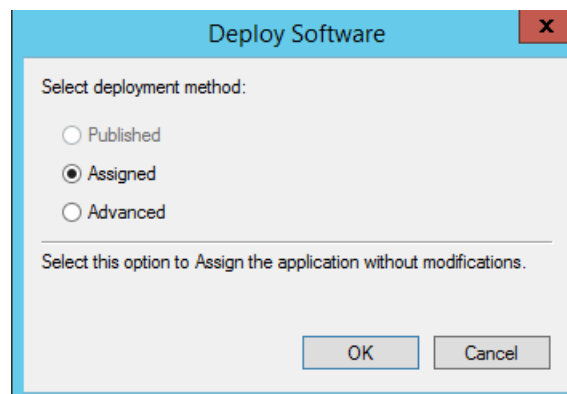 Deploy Software
x
Select deployment method:
Published
Assigned
Advanced
Select this option to Assign the application without modifications.
OK
Cancel